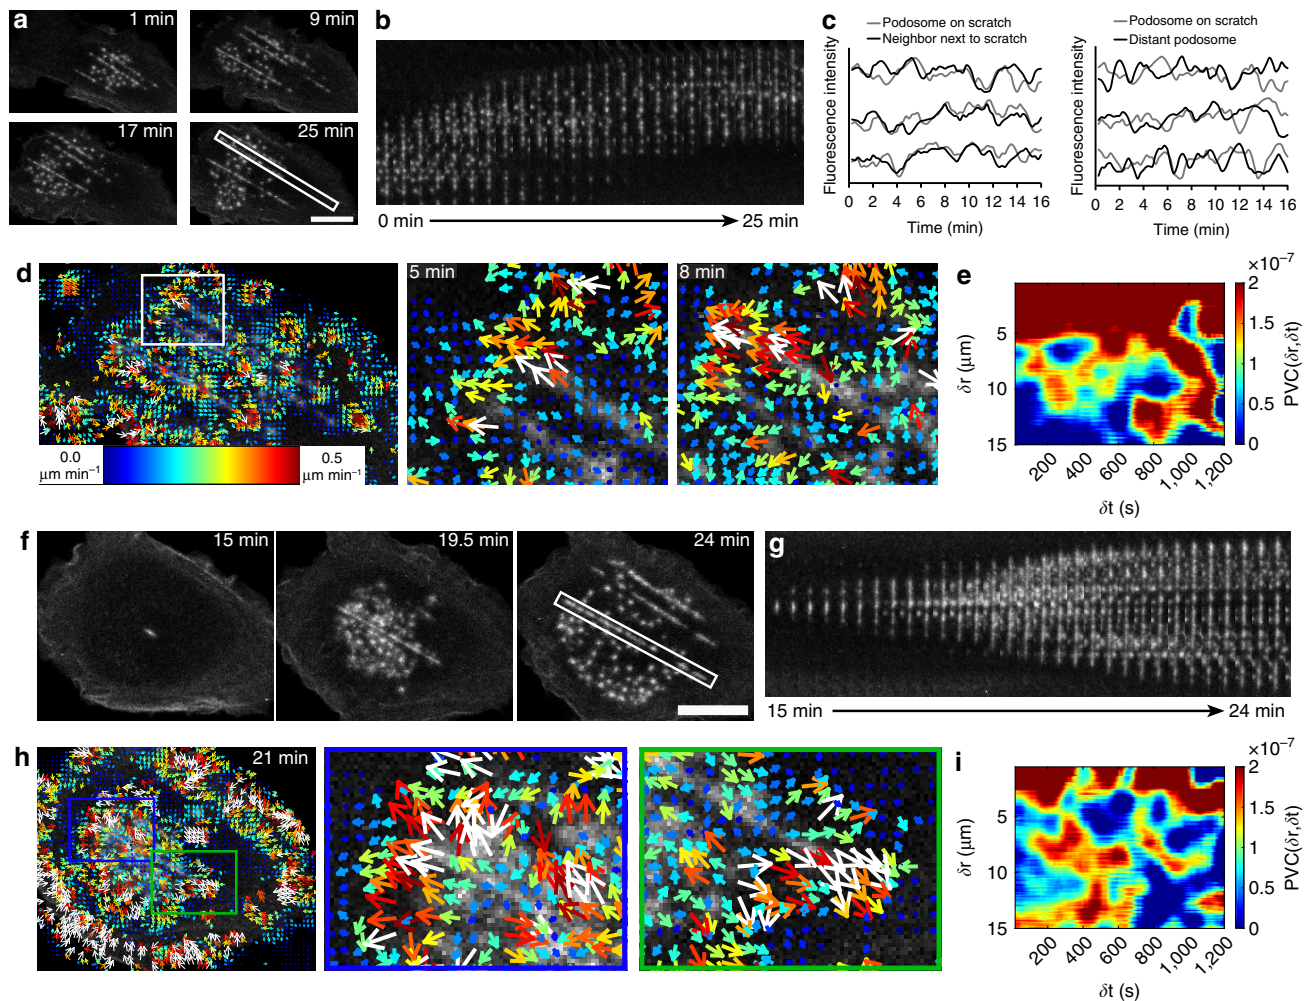 a
1 min
9 min
17 min
25 min
b
0 min
25 min
c
Podosome on scratch
Neighbor next to scratch
Fluorescence intensity
0 2 4 6 8 10 12 14 16
Time (min)
Podosome on scratch
Distant podosome
Fluorescence intensity
0 2 4 6 8 10 12 14 16
Time (min)
d
0.0
μm min⁻¹
0.5
μm min⁻¹
5 min
8 min
e
×10⁻⁷
2
1.5
1
0.5
0
PVC(δr,δt)
5
10
15
δr (μm)
200 400 600 800 1,000 1,200
δt (s)
f
15 min
19.5 min
24 min
g
15 min
24 min
h
21 min
i
×10⁻⁷
2
1.5
1
0.5
0
PVC(δr,δt)
5
10
15
δr (μm)
200 400 600 800 1,000 1,200
δt (s)